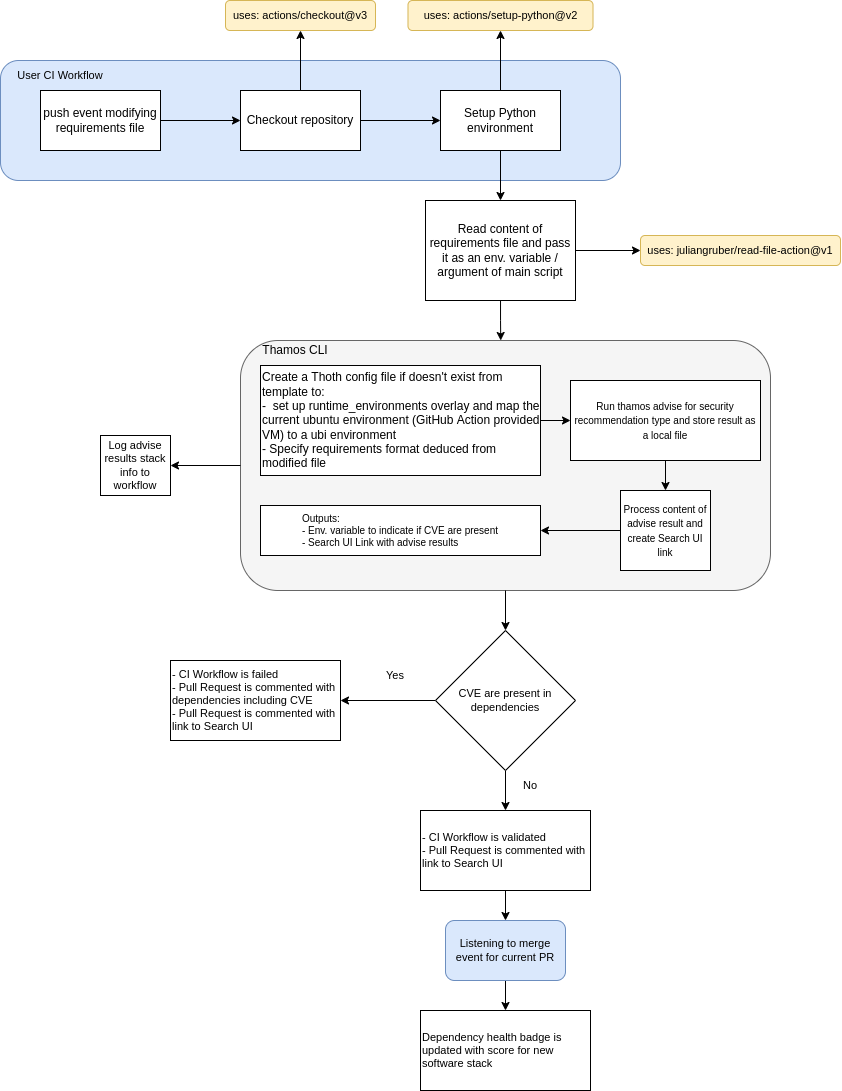 uses: actions/checkout@v3
uses: actions/setup-python@v2
User CI Workflow
push event modifying
requirements file
Checkout repository
Setup Python
environment
Read content of
requirements file and pass
it as an env. variable /
argument of main script
uses: juliangruber/read-file-action@v1
Thamos CLI
Create a Thoth config file if doesn't exist from
template to:
- set up runtime_environments overlay and map the
current ubuntu environment (GitHub Action provided
VM) to a ubi environment
- Specify requirements format deduced from
modified file
Run thamos advise for security
recommendation type and store result as
a local file
Log advise
results stack
info to
workflow
Process content of
advise result and
create Search UI
link
Outputs:
- Env. variable to indicate if CVE are present
- Search UI Link with advise results
CVE are present in
dependencies
Yes
- CI Workflow is failed
- Pull Request is commented with
dependencies including CVE
- Pull Request is commented with
link to Search UI
No
- CI Workflow is validated
- Pull Request is commented with
link to Search UI
Listening to merge
event for current PR
Dependency health badge is
updated with score for new
software stack